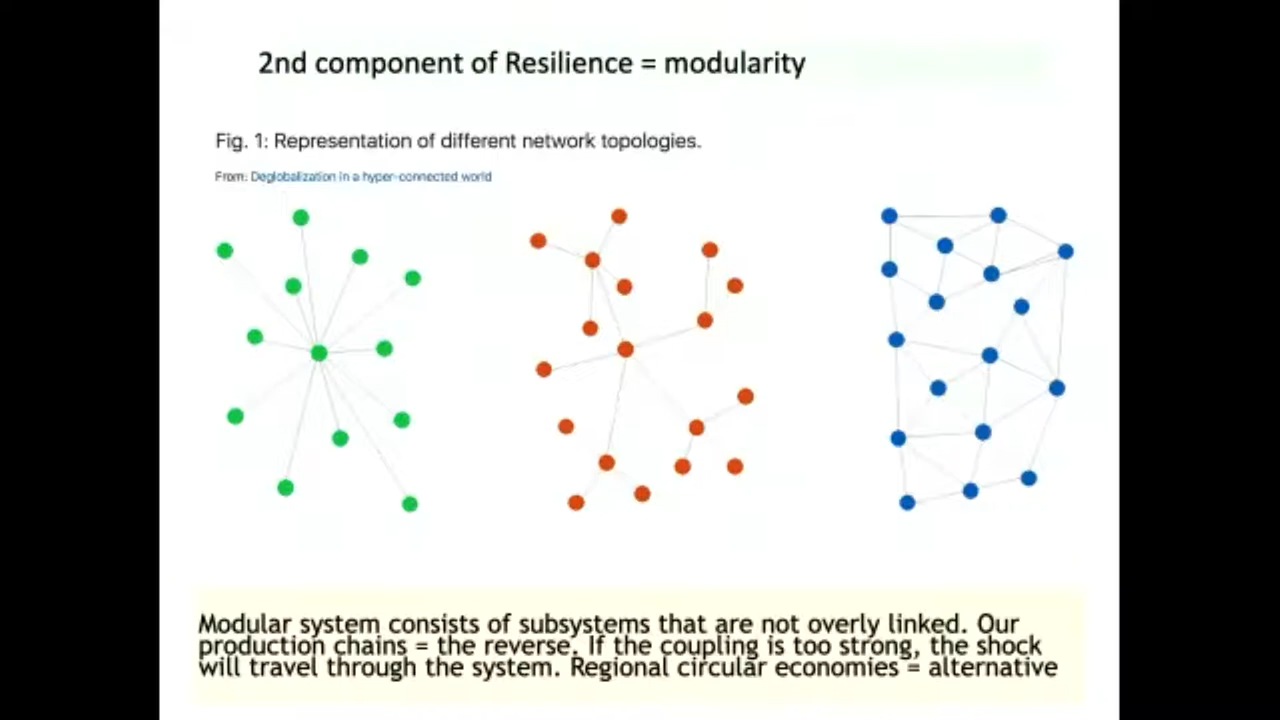 2nd component of Resilience = modularity
Fig. 1: Representation of different network topologies.
From: Deglobalization in a hyper-connected world
Modular system consists of subsystems that are not overly linked. Our
production chains = the reverse. If the coupling is too strong, the shock
will travel through the system. Regional circular economies = alternative